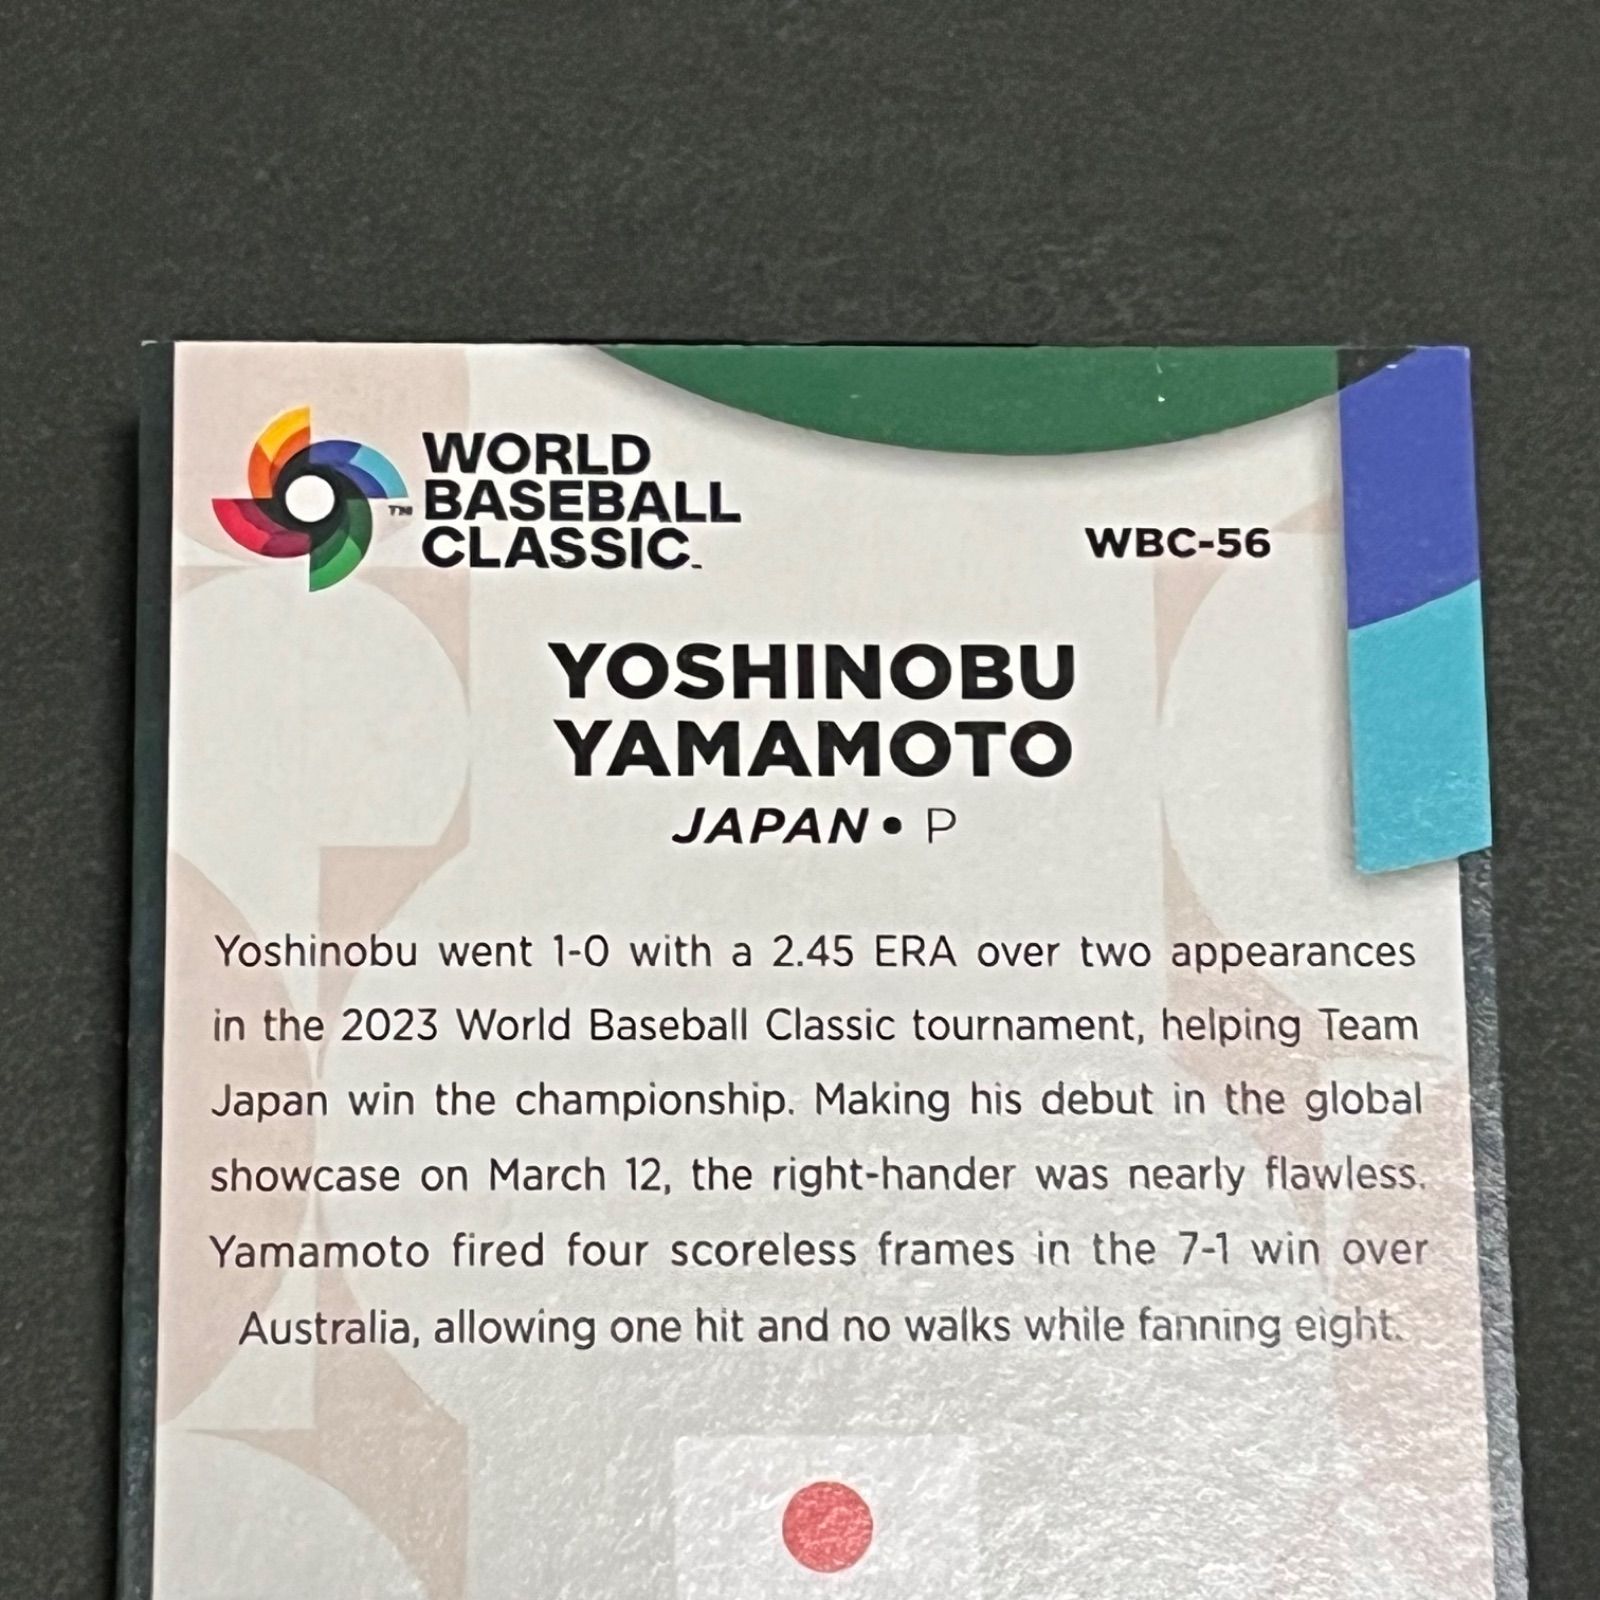 WORLD
BASEBALL
™ CLASSIC™
WBC-56
YOSHINOBU
YAMAMOTO
JAPAN • P
Yoshinobu went 1-0 with a 2.45 ERA over two appearances
in the 2023 World Baseball Classic tournament, helping Team
Japan win the championship. Making his debut in the global
showcase on March 12, the right-hander was nearly flawless.
Yamamoto fired four scoreless frames in the 7-1 win over
Australia, allowing one hit and no walks while fanning eight.